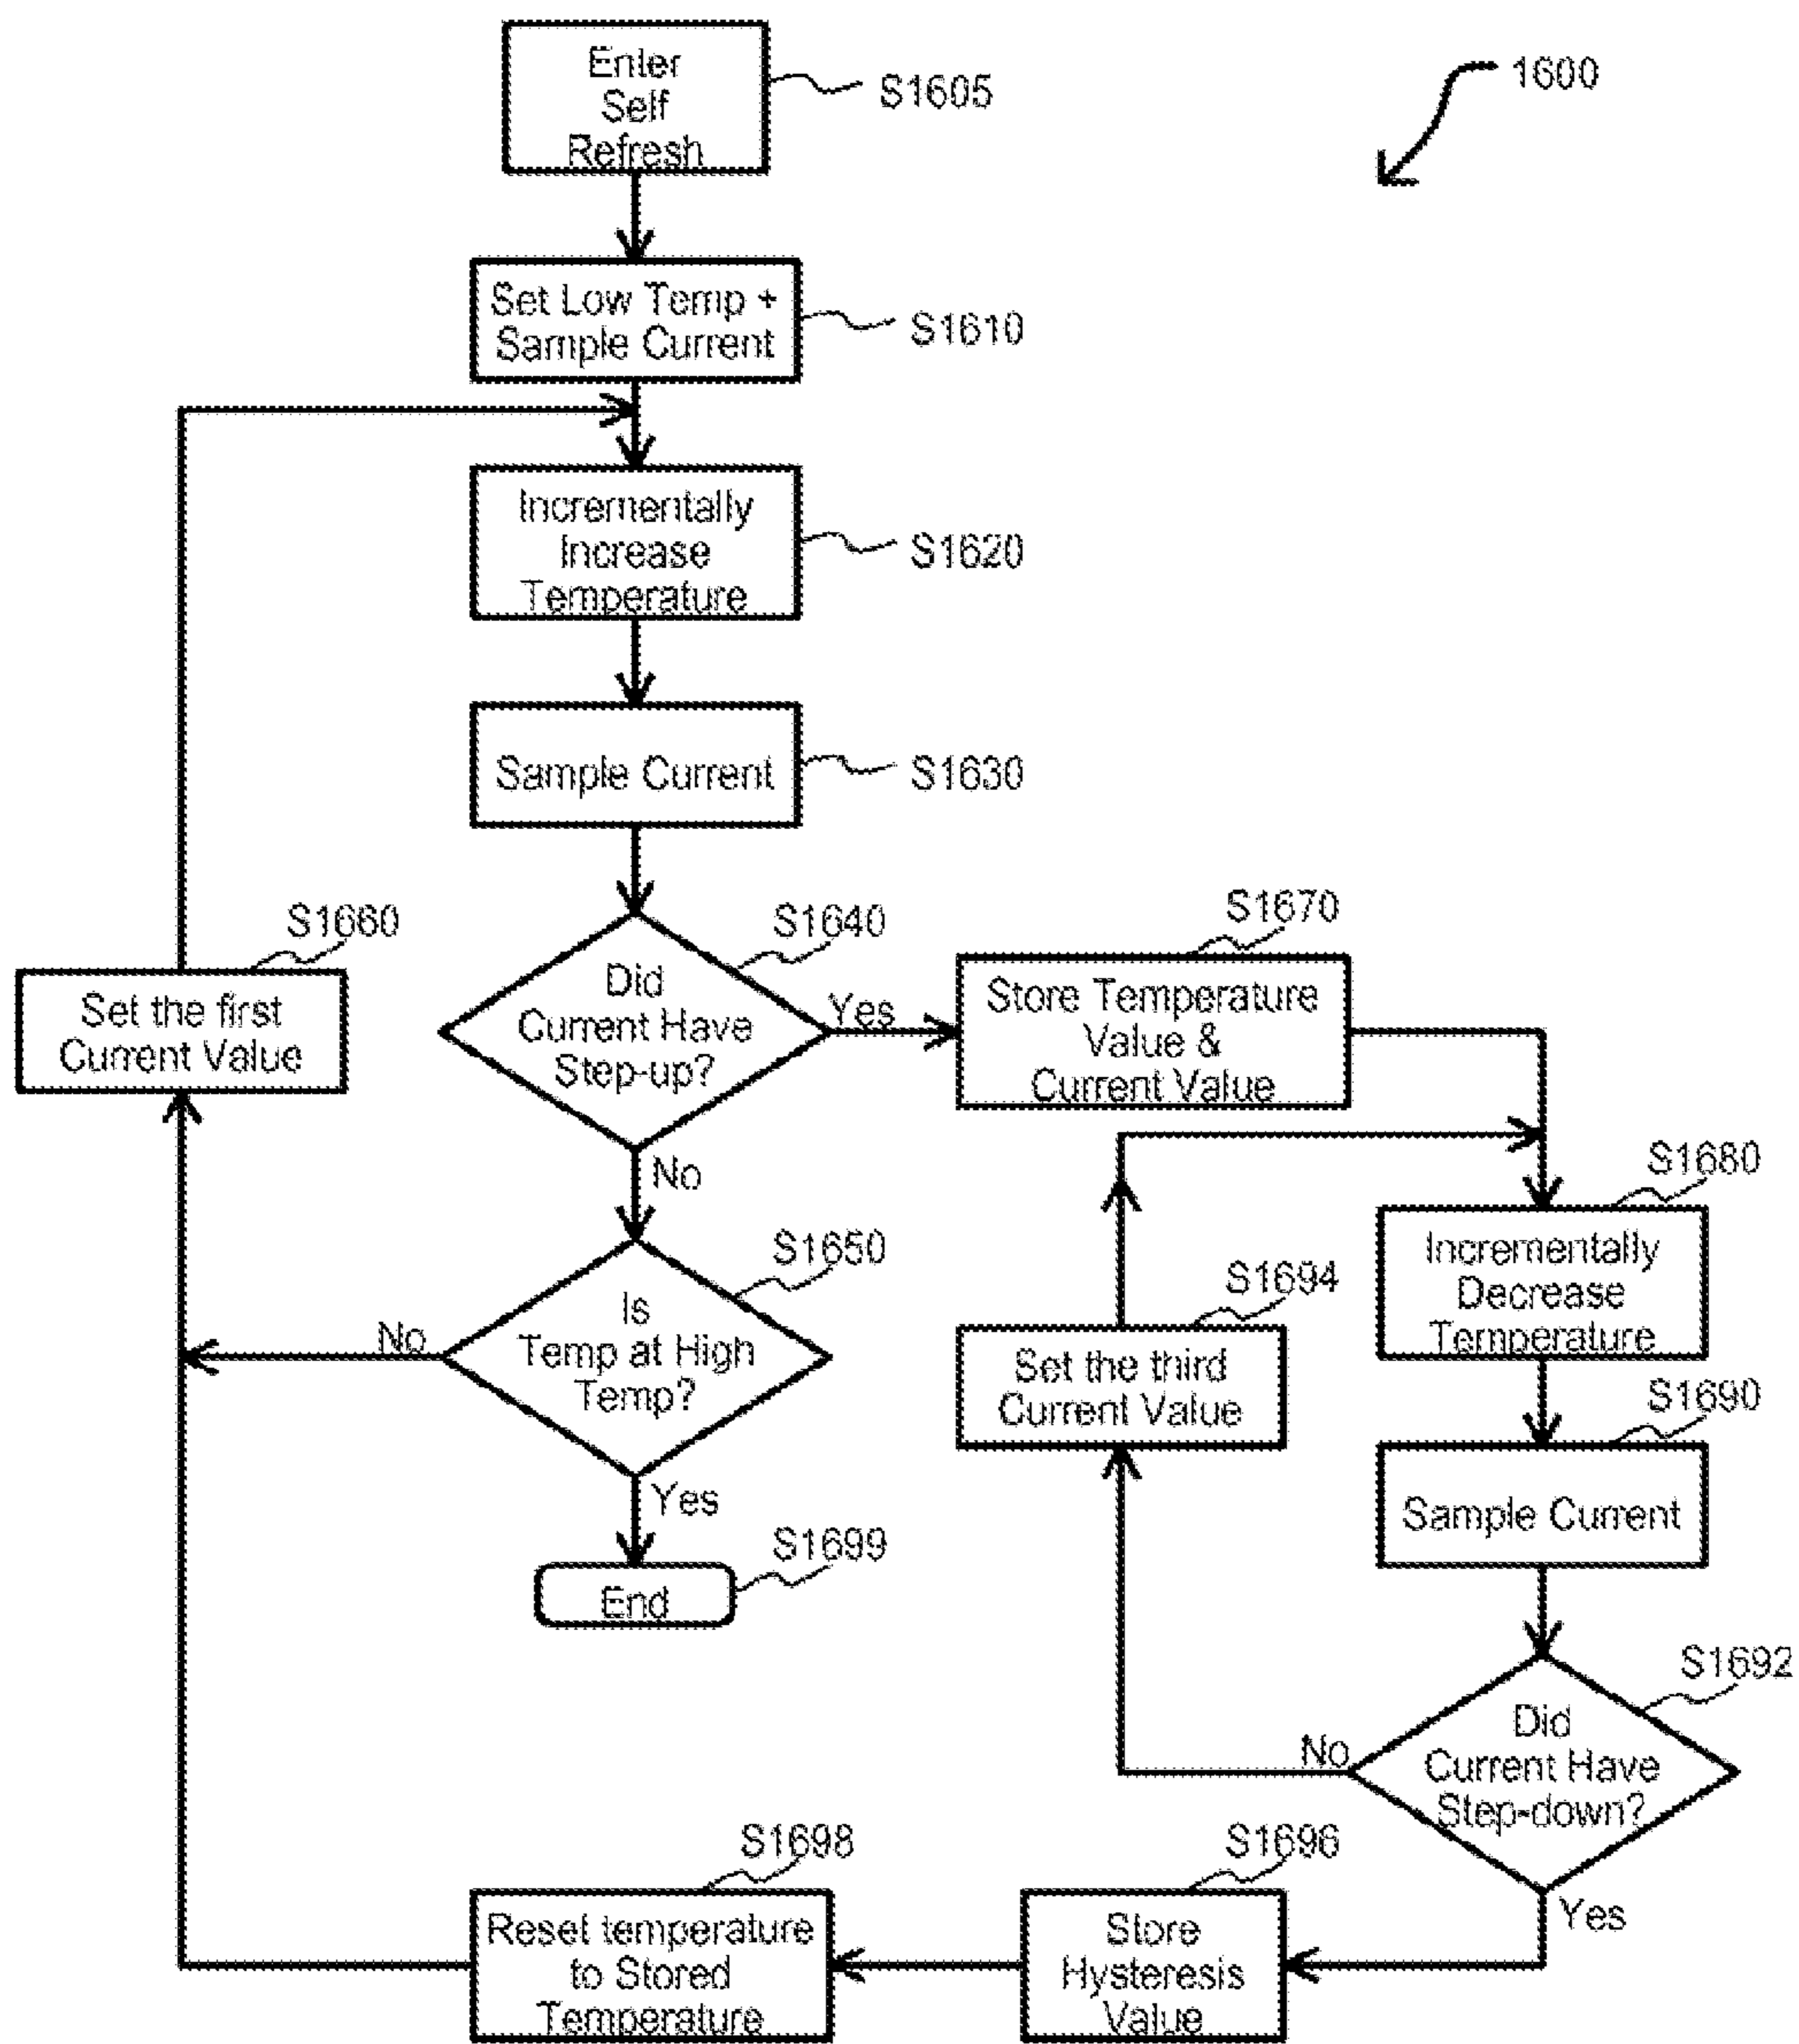 Enter
Self
Refresh
S1605
1600
Set Low Temp +
Sample Current
S1610
Incrementally
Increase
Temperature
S1620
Sample Current
S1630
S1660
Set the first
Current Value
S1640
Did
Current Have
Step-up?
Yes
No
S1670
Store Temperature
Value &
Current Value
S1650
Is
Temp at High
Temp?
No
Yes
S1699
End
S1680
Incrementally
Decrease
Temperature
S1694
Set the third
Current Value
S1690
Sample Current
S1692
Did
Current Have
Step-down?
No
Yes
S1698
Reset temperature
to Stored
Temperature
S1696
Store
Hysteresis
Value